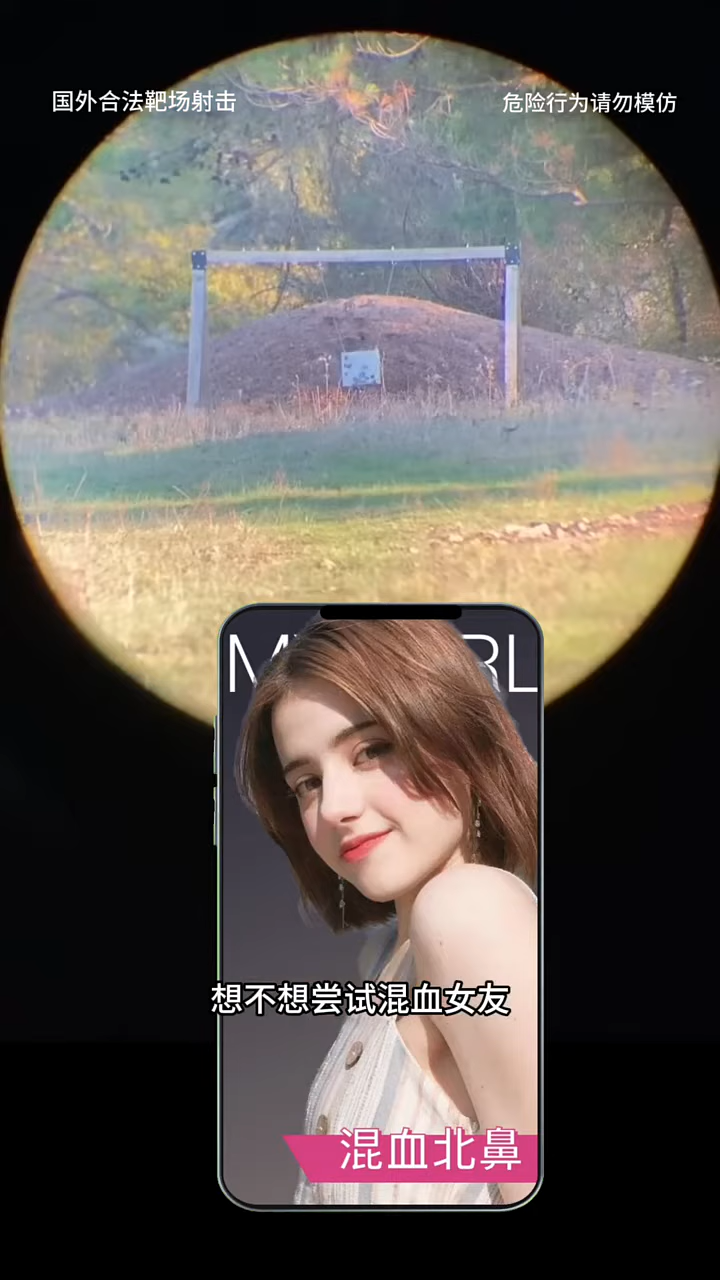 国外合法靶场射击
危险行为请勿模仿
想不想尝试混血女友
混血北鼻